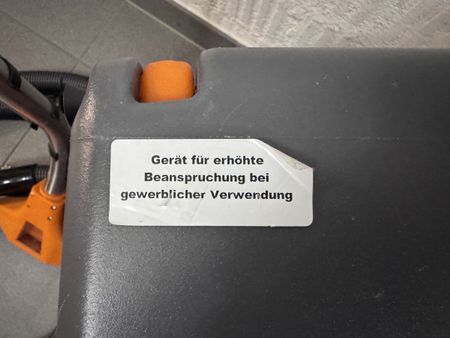 Gerät für erhöhte
Beanspruchung bei
gewerblicher Verwendung